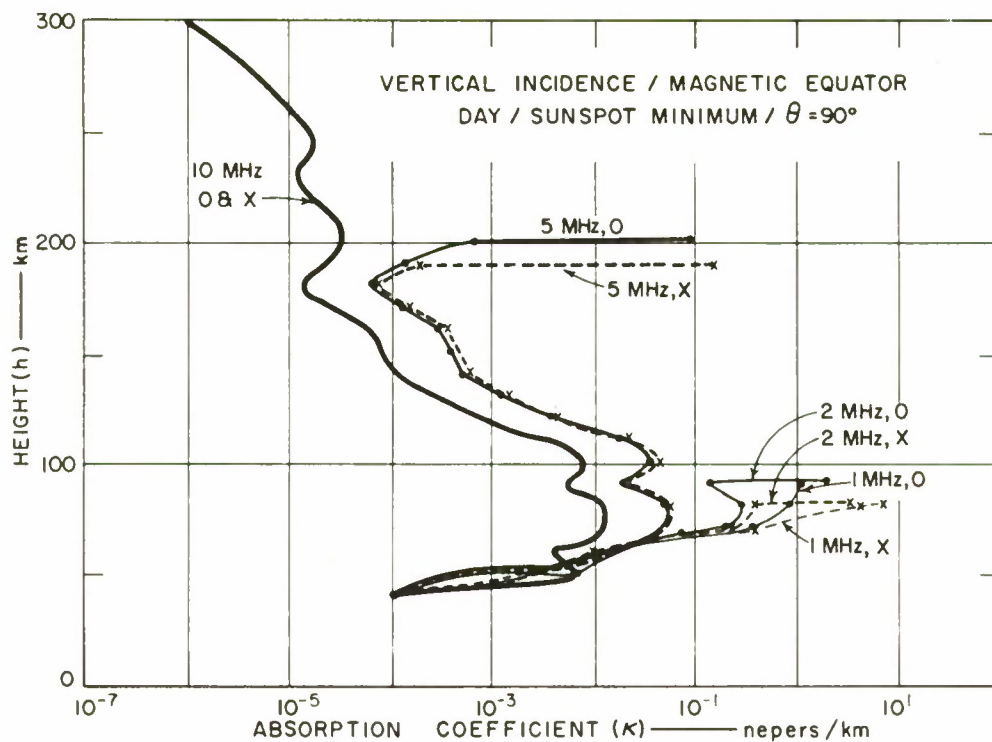 VERTICAL INCIDENCE / MAGNETIC EQUATOR
DAY / SUNSPOT MINIMUM / θ = 90°
10 MHz
O & X
5 MHz, O
5 MHz, X
2 MHz, O
2 MHz, X
1 MHz, O
1 MHz, X
HEIGHT (h) —— km
300
200
100
0
10⁻⁷
10⁻⁵
10⁻³
10⁻¹
10¹
ABSORPTION COEFFICIENT (K) —— nepers/km